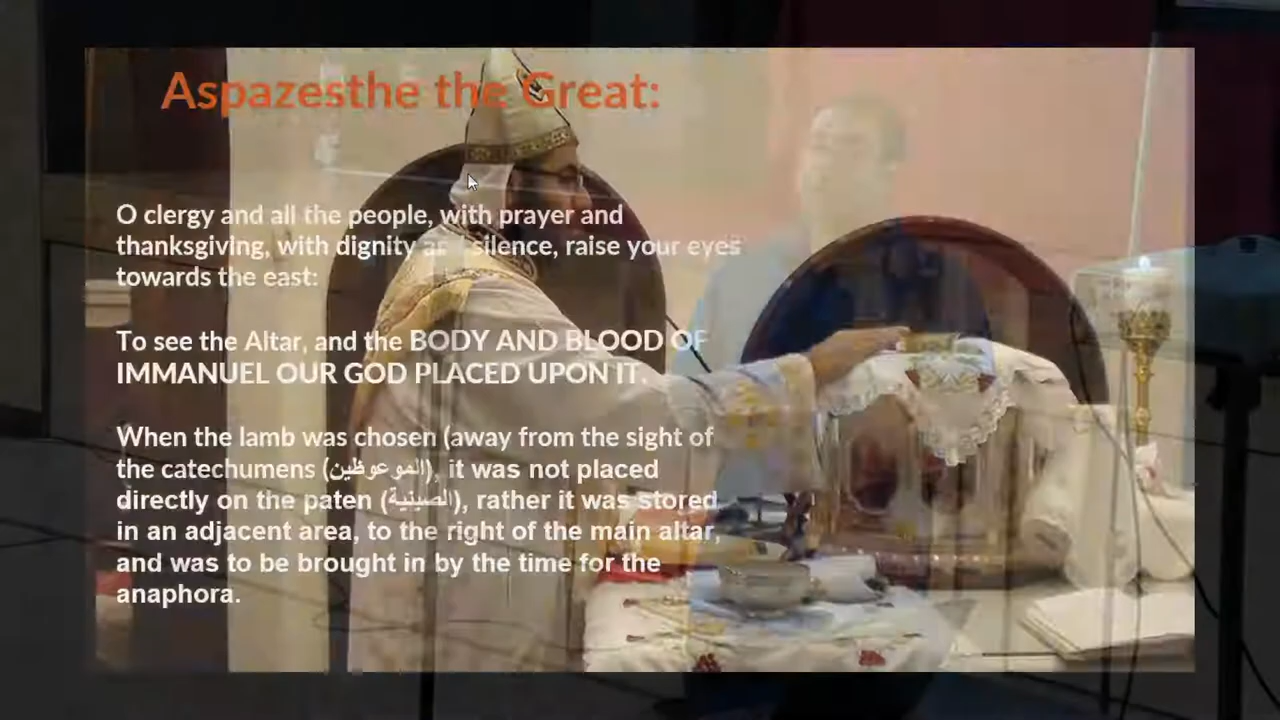 Aspazesthe the Great:
O clergy and all the people, with prayer and
thanksgiving, with dignity silence, raise your eyes
towards the east:
To see the Altar, and the BODY AND BLOOD OF
IMMANUEL OUR GOD PLACED UPON IT.
When the lamb was chosen (away from the sight of
the catechumens (الموعوظين), it was not placed
directly on the paten (الصينية), rather it was stored
in an adjacent area, to the right of the main altar,
and was to be brought in by the time for the
anaphora.